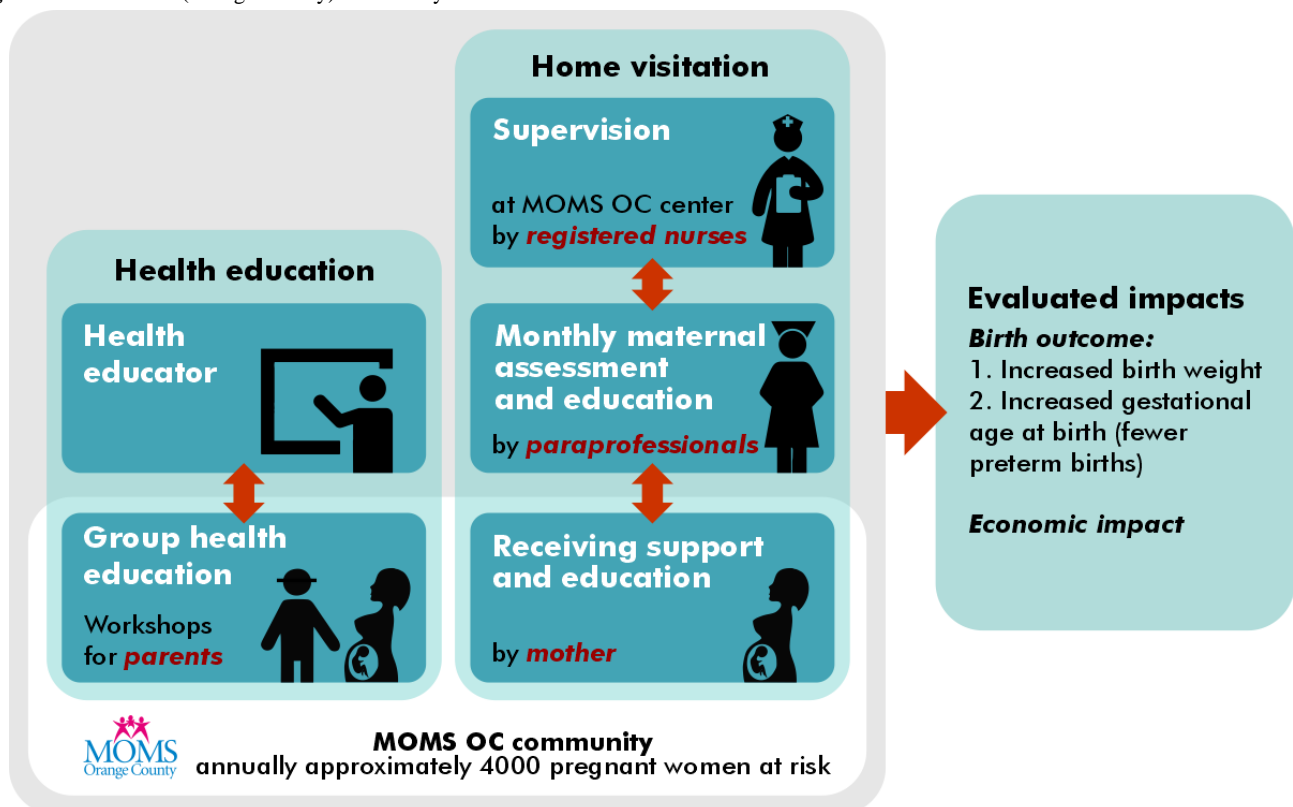 Home visitation
Supervision
at MOMS OC center
by registered nurses
Health education
Health
educator
Monthly maternal
assessment
and education
by paraprofessionals
Group health
education
Workshops
for parents
Receiving support
and education
by mother
MOMS
Orange County
MOMS OC community
annually approximately 4000 pregnant women at risk
Evaluated impacts
Birth outcome:
1. Increased birth weight
2. Increased gestational
age at birth (fewer
preterm births)
Economic impact